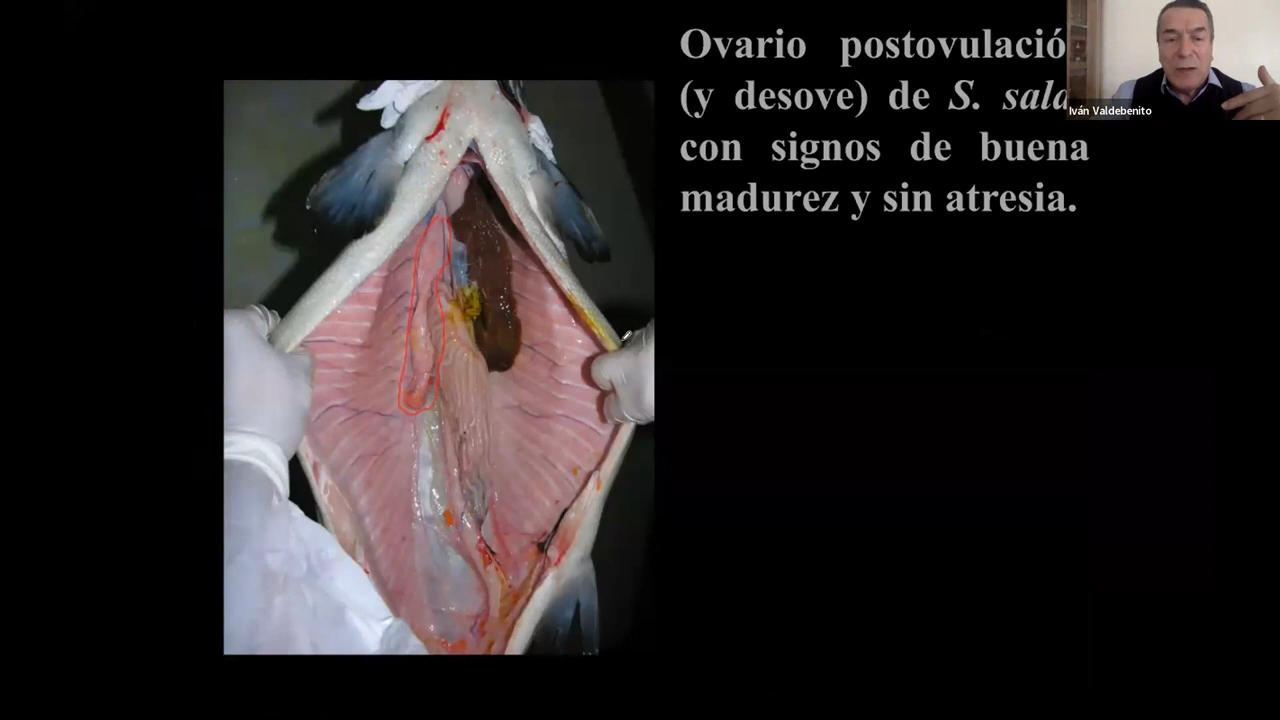 Ovario postovulació
(y desove) de S. sala
con signos de buena
madurez y sin atresia.
Iván Valdebenito